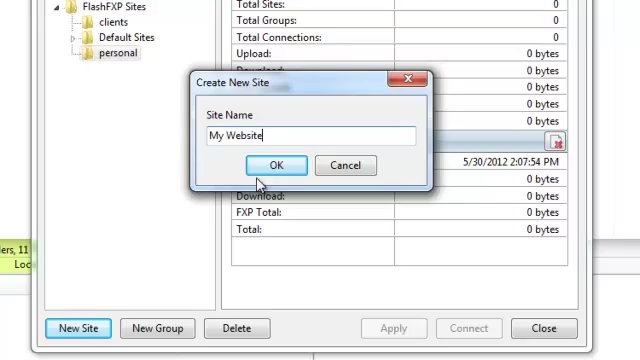 FlashFXP Sites
clients
Default Sites
personal
Total Sites: 0
Total Groups: 0
Total Connections: 0
Upload: 0 bytes
0 bytes
0 bytes
0 bytes
0 bytes
Create New Site
Site Name
My Website
OK Cancel
5/30/2012 2:07:54 PM
0 bytes
Download: 0 bytes
FXP Total: 0 bytes
Total: 0 bytes
ders, 11
Loc
New Site New Group Delete Apply Connect Close